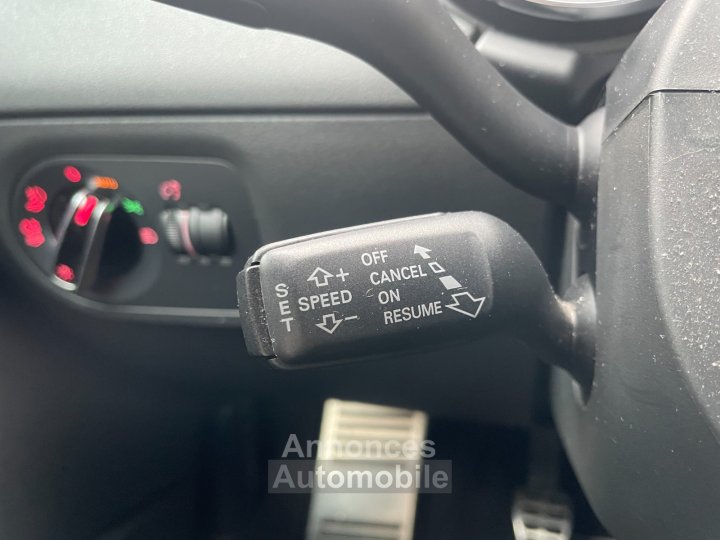 SET
+
SPEED
−
OFF
CANCEL
ON
RESUME
Annonces
Automobile